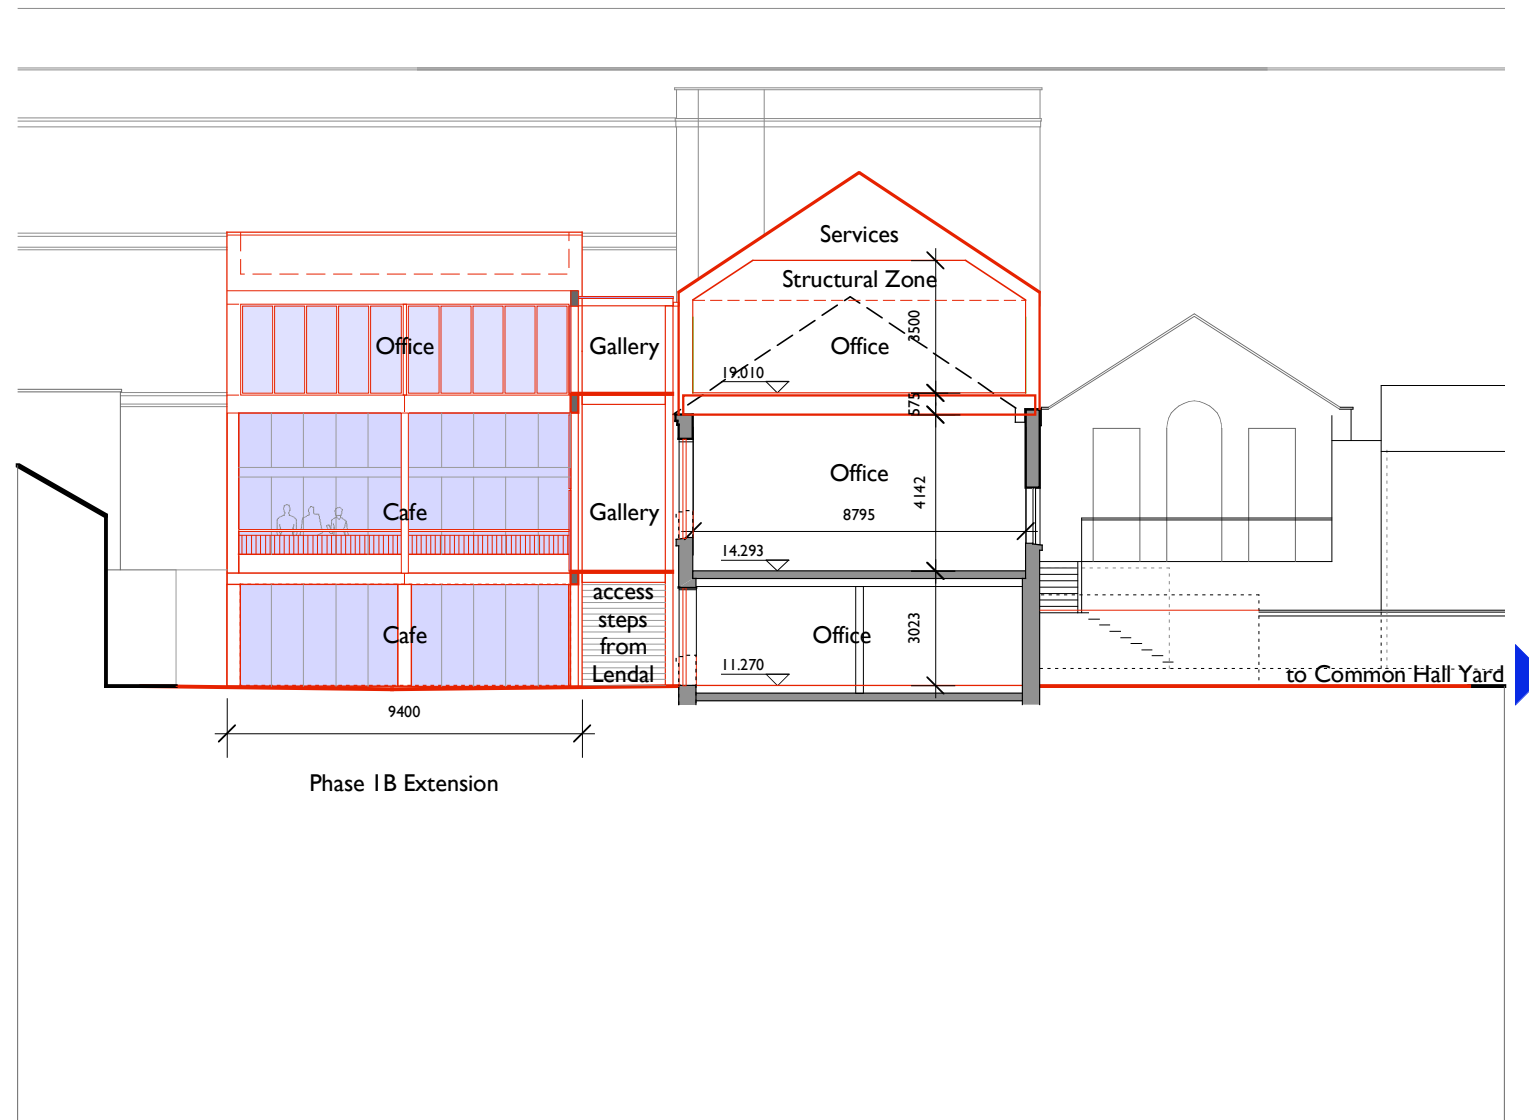 Services
Structural Zone
Office
Gallery
Office
3500
19.010
575
Office
4142
8795
Cafe
Gallery
14.293
access
steps
from
Lendal
Cafe
Office
3023
11.270
to Common Hall Yard
9400
Phase 1B Extension